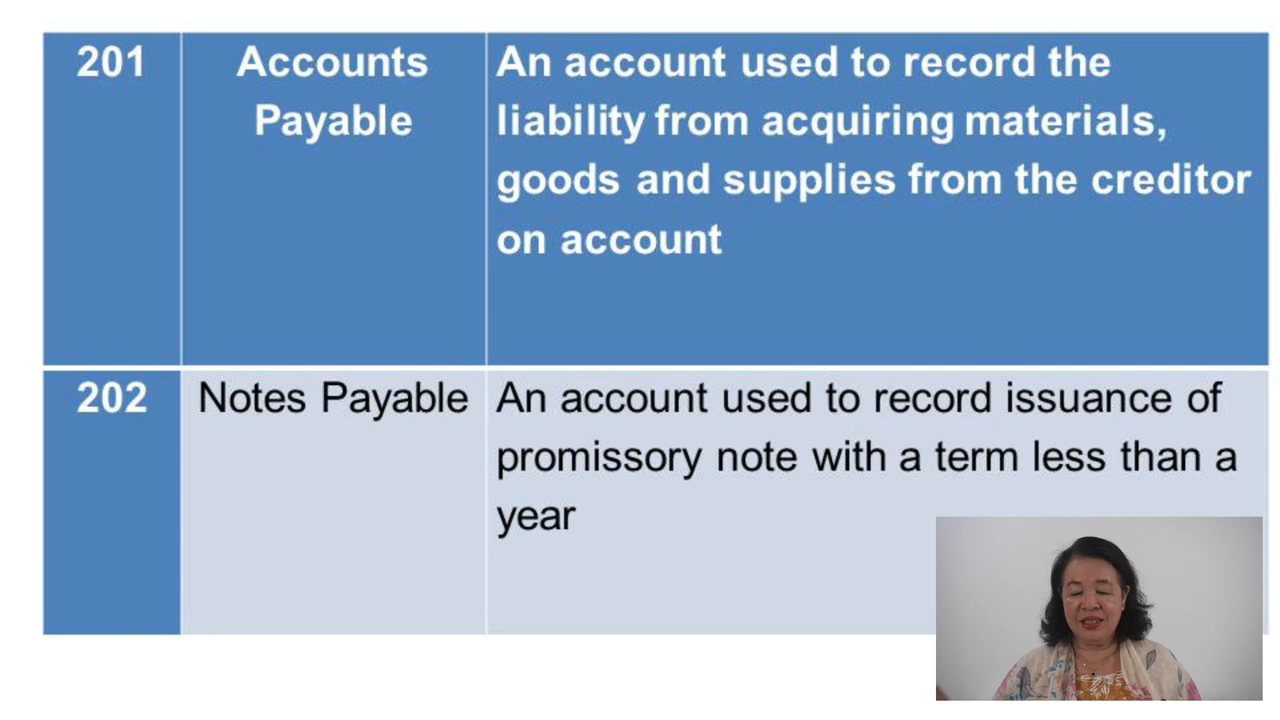 201
Accounts
Payable
An account used to record the
liability from acquiring materials,
goods and supplies from the creditor
on account
202
Notes Payable
An account used to record issuance of
promissory note with a term less than a
year